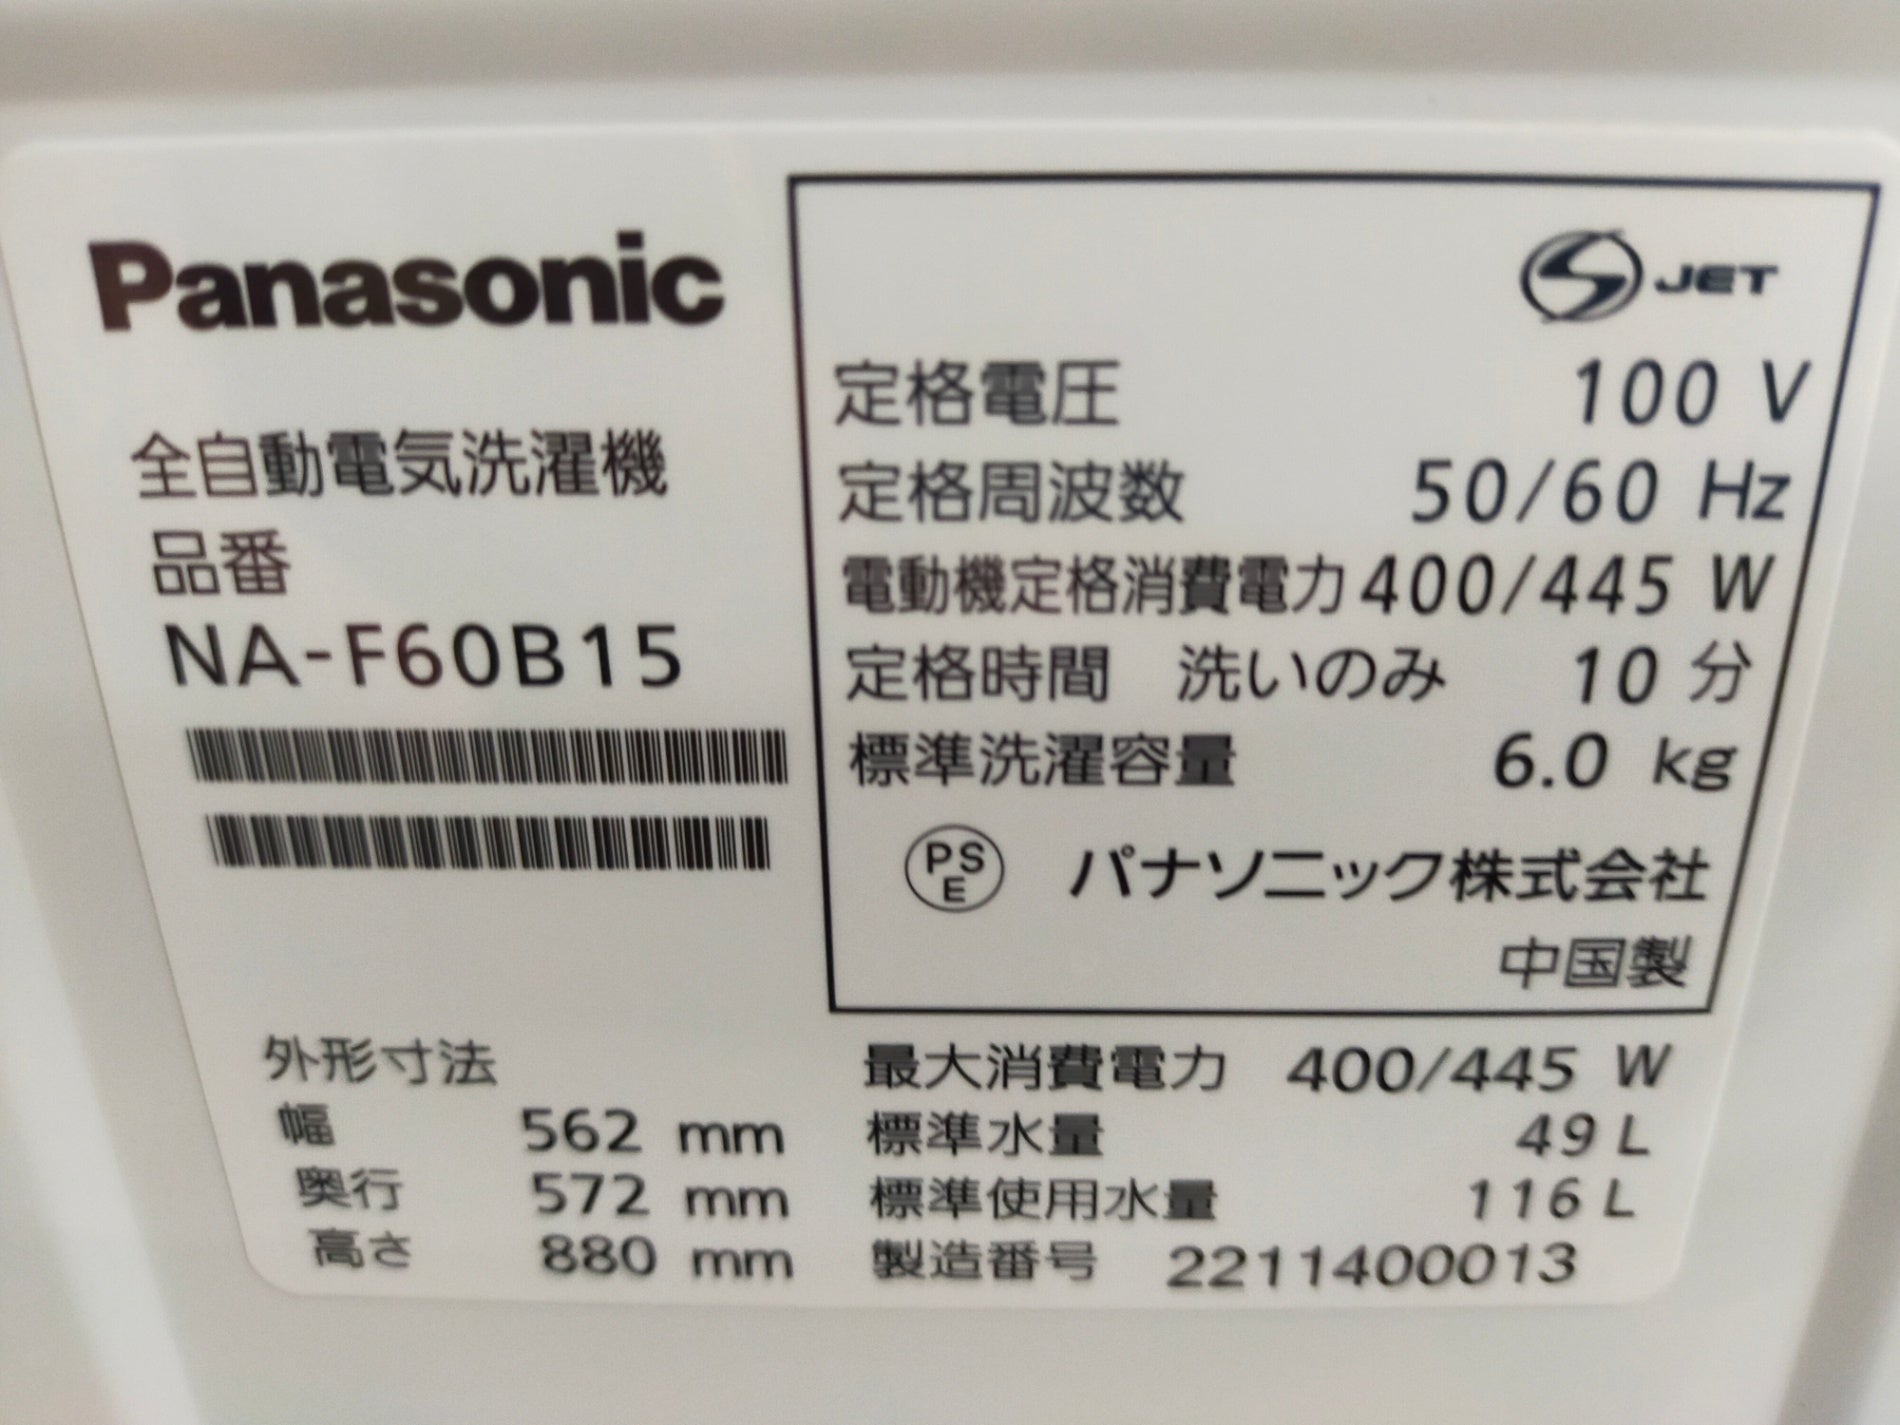 Panasonic
全自動電気洗濯機
品番
NA-F60B15
JET
定格電圧 100 V
定格周波数 50/60 Hz
電動機定格消費電力 400/445 W
定格時間 洗いのみ 10 分
標準洗濯容量 6.0 kg
PSE パナソニック株式会社
中国製
外形寸法
幅 562 mm
奥行 572 mm
高さ 880 mm
最大消費電力 400/445 W
標準水量 49 L
標準使用水量 116 L
製造番号 2211400013